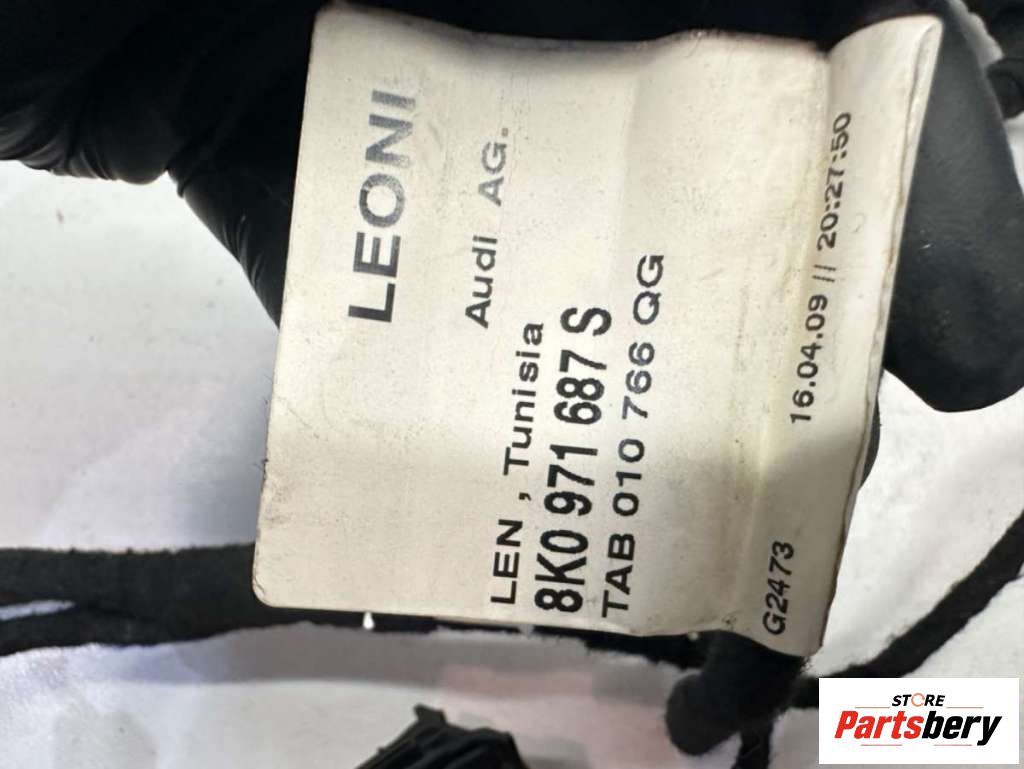 LEONI
Audi AG.
LEN , Tunisia
8K0 971 687 S
TAB 010 766 QG
G2473 16.04.09 // 20:27:50
STORE
Partsbery